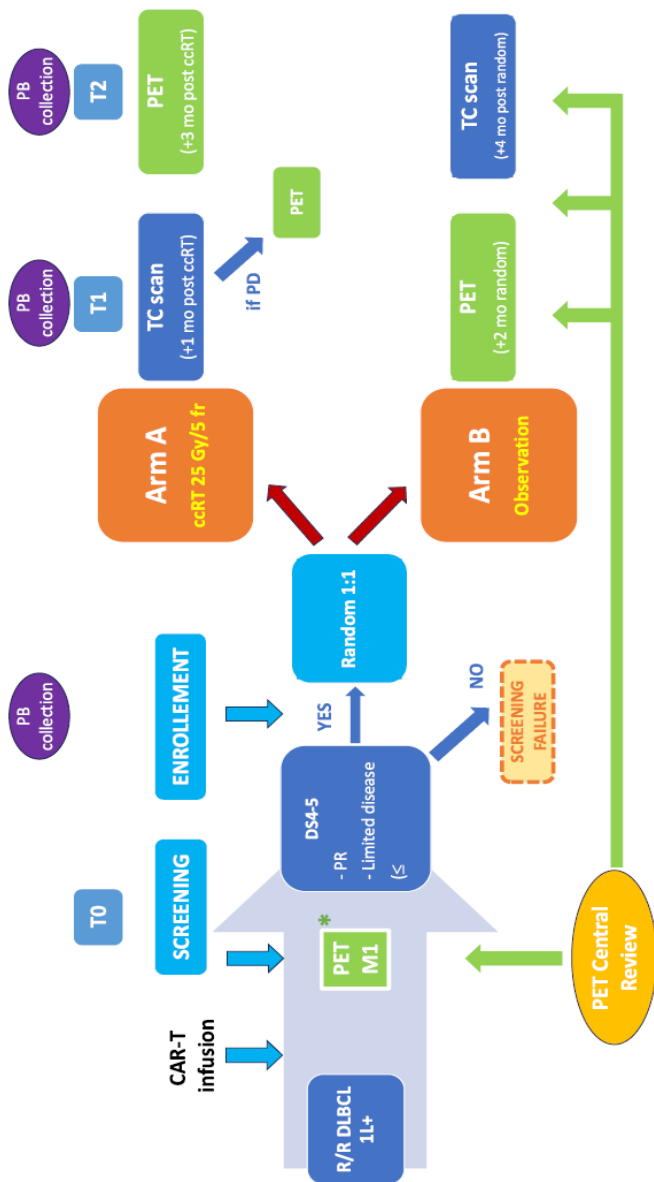 PB
collection
PB
collection
PB
collection
T0
T1
T2
CAR-T
infusion
SCREENING
ENROLLEMENT
TC scan
(+1 mo post ccRT)
PET
(+3 mo post ccRT)
if PD
PET
Arm A
ccRT 25 Gy/5 fr
R/R DLBCL
1L+
PET
M1
*
DS4-5
- PR
- Limited disease
(≤
YES
NO
Random 1:1
SCREENING
FAILURE
Arm B
Observation
PET
(+2 mo random)
TC scan
(+4 mo post random)
PET Central
Review